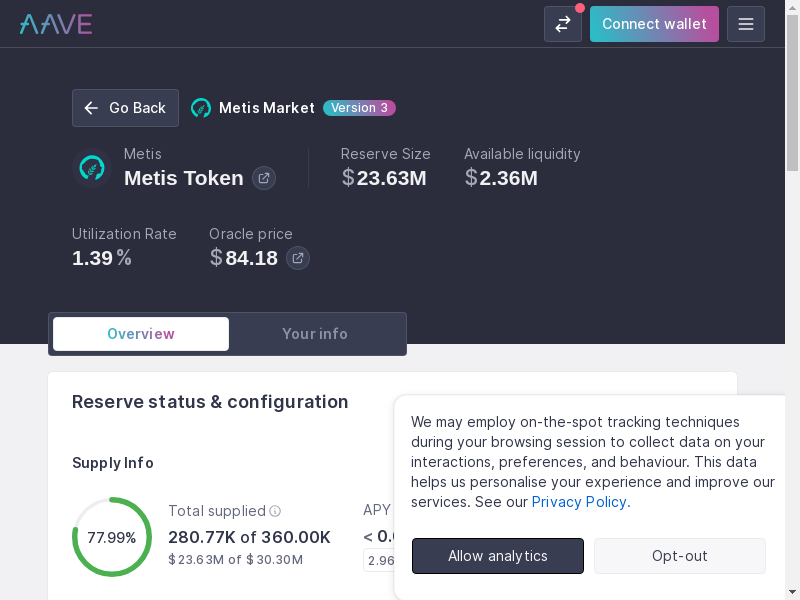 AAVE
Connect wallet
Go Back
Metis Market
Version 3
Metis
Metis Token
Reserve Size
$23.63M
Available liquidity
$2.36M
Utilization Rate
1.39%
Oracle price
$84.18
Overview
Your info
Reserve status & configuration
Supply Info
77.99%
Total supplied
280.77K of 360.00K
$23.63M of $30.30M
APY
< 0.0
2.96
We may employ on-the-spot tracking techniques
during your browsing session to collect data on your
interactions, preferences, and behaviour. This data
helps us personalise your experience and improve our
services. See our Privacy Policy.
Allow analytics
Opt-out